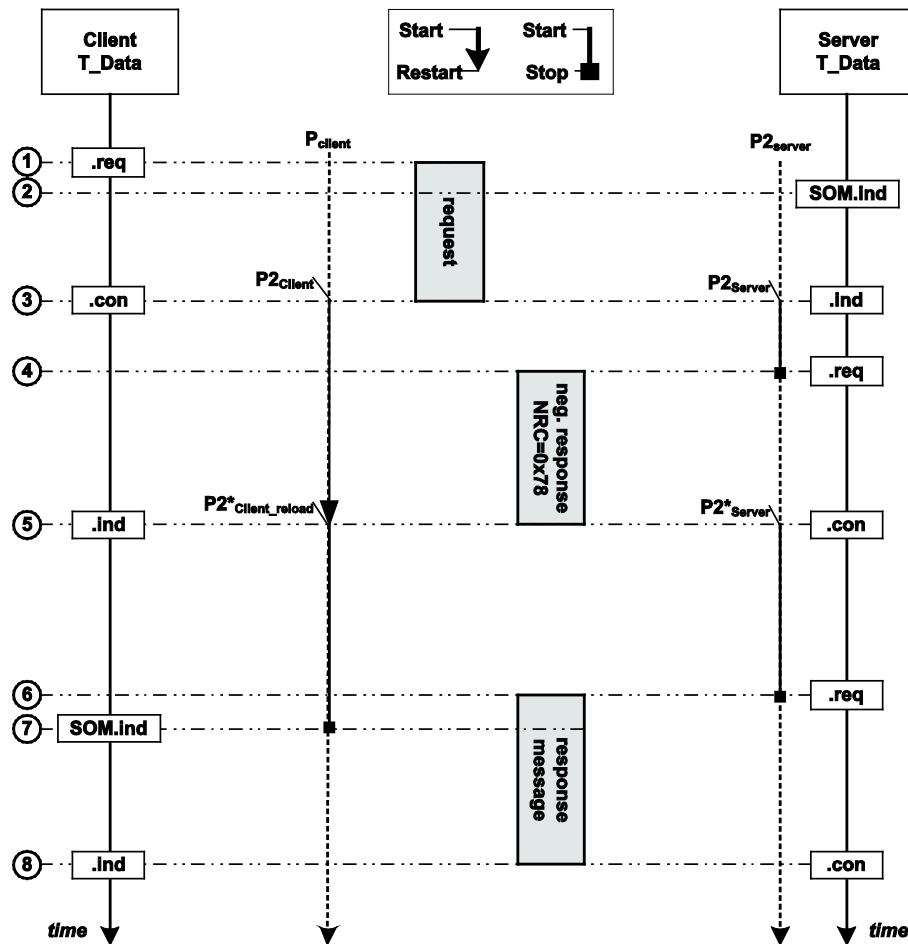 Client
T_Data
Start
Restart
Start
Stop
Server
T_Data
P_client
P2_server
1
.req
2
SOM.ind
request
P2_Client
P2_Server
3
.con
.ind
4
.req
neg. response
NRC=0x78
P2*_Client_reload
P2*_Server
5
.ind
.con
6
.req
7
SOM.ind
response
message
8
.ind
.con
time
time